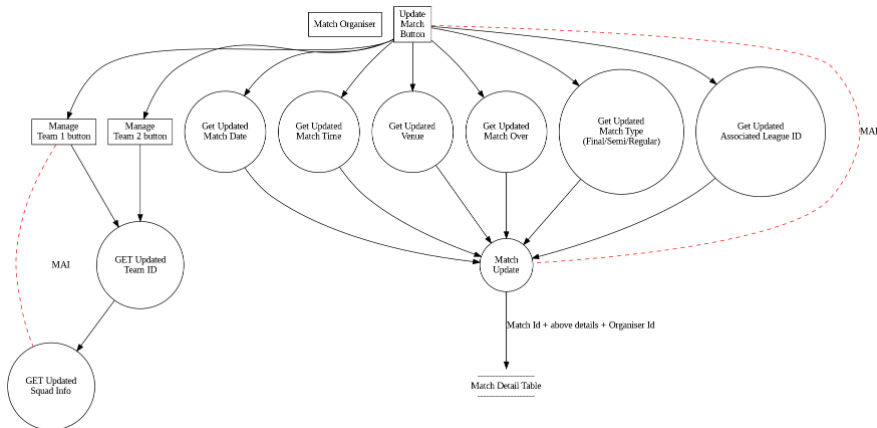 Match Organiser
Update
Match
Button
Manage
Team 1 button
Manage
Team 2 button
Get Updated
Match Date
Get Updated
Match Time
Get Updated
Venue
Get Updated
Match Over
Get Updated
Match Type
(Final/Semi/Regular)
Get Updated
Associated League ID
MAI
MAI
GET Updated
Team ID
Match
Update
Match Id + above details + Organiser Id
GET Updated
Squad Info
Match Detail Table